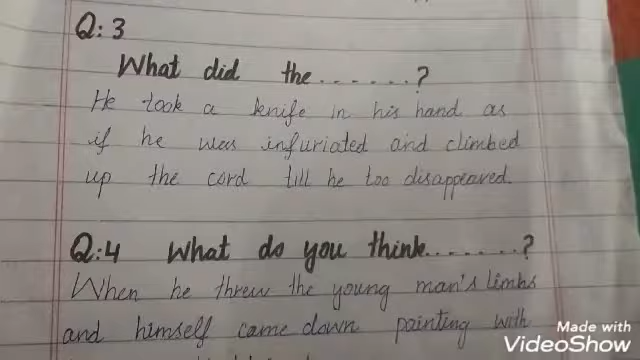 Q: 3
What did the.......?
He took a knife in his hand as
if he was infuriated and climbed
up the cord till he too disappeared.
Q:4 What do you think........?
When he threw the young man's limbs
and himself came down painting with
Made with
VideoShow